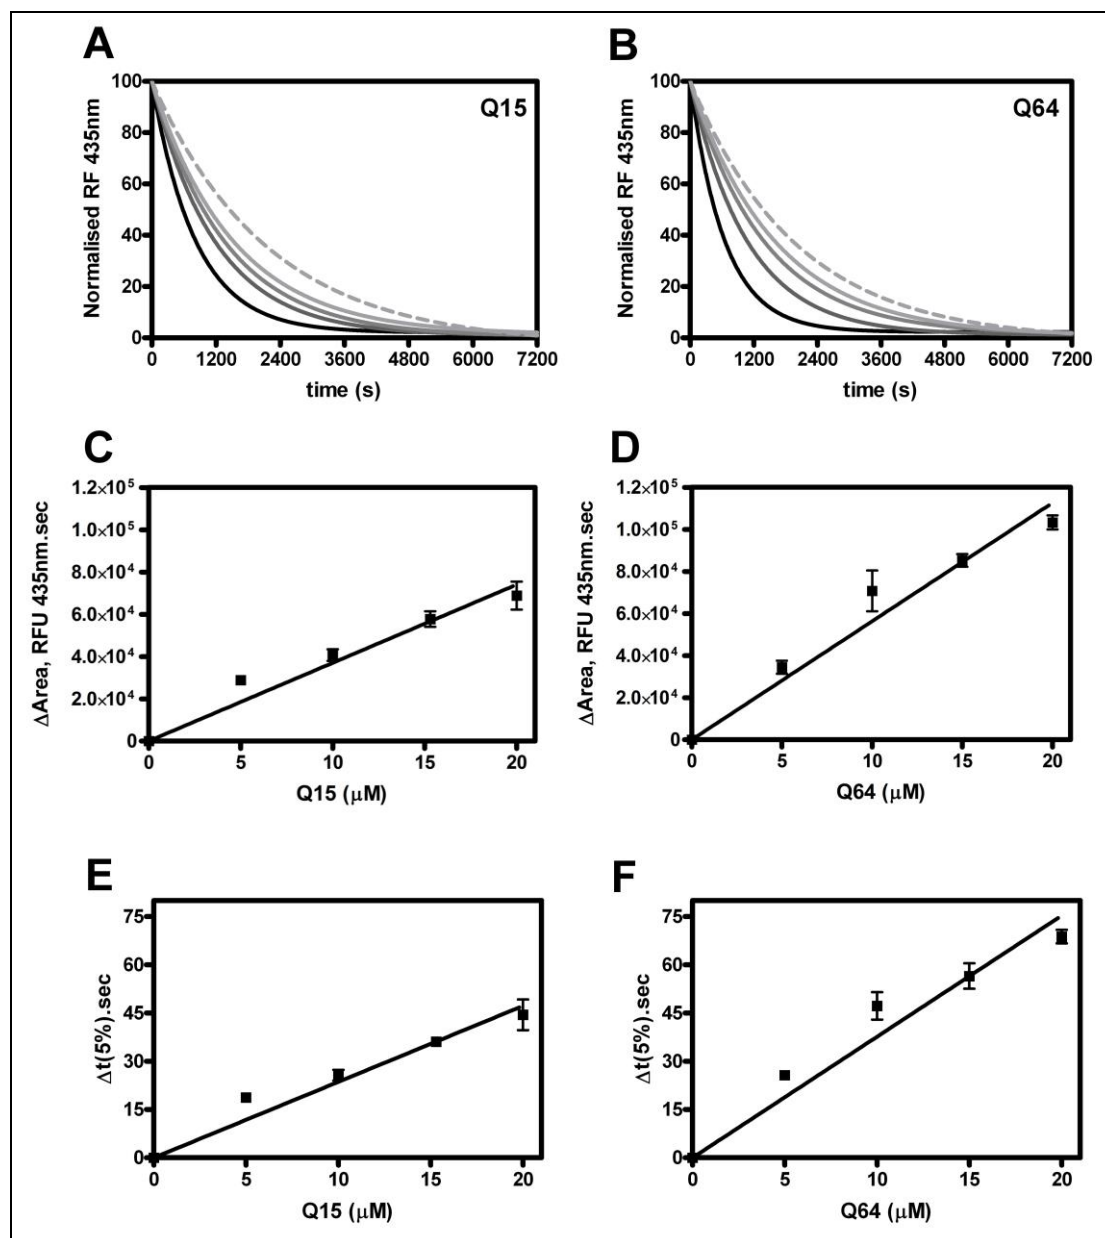 A
B
Normalised RF 435nm
100
80
60
40
20
0
Q15
0 1200 2400 3600 4800 6000 7200
time (s)
Normalised RF 435nm
100
80
60
40
20
0
Q64
0 1200 2400 3600 4800 6000 7200
time (s)
C
D
ΔArea, RFU 435nm.sec
1.2×10⁵
1.0×10⁵
8.0×10⁴
6.0×10⁴
4.0×10⁴
2.0×10⁴
0
0 5 10 15 20
Q15 (μM)
ΔArea, RFU 435nm.sec
1.2×10⁵
1.0×10⁵
8.0×10⁴
6.0×10⁴
4.0×10⁴
2.0×10⁴
0
0 5 10 15 20
Q64 (μM)
E
F
Δt(5%).sec
75
60
45
30
15
0
0 5 10 15 20
Q15 (μM)
Δt(5%).sec
75
60
45
30
15
0
0 5 10 15 20
Q64 (μM)